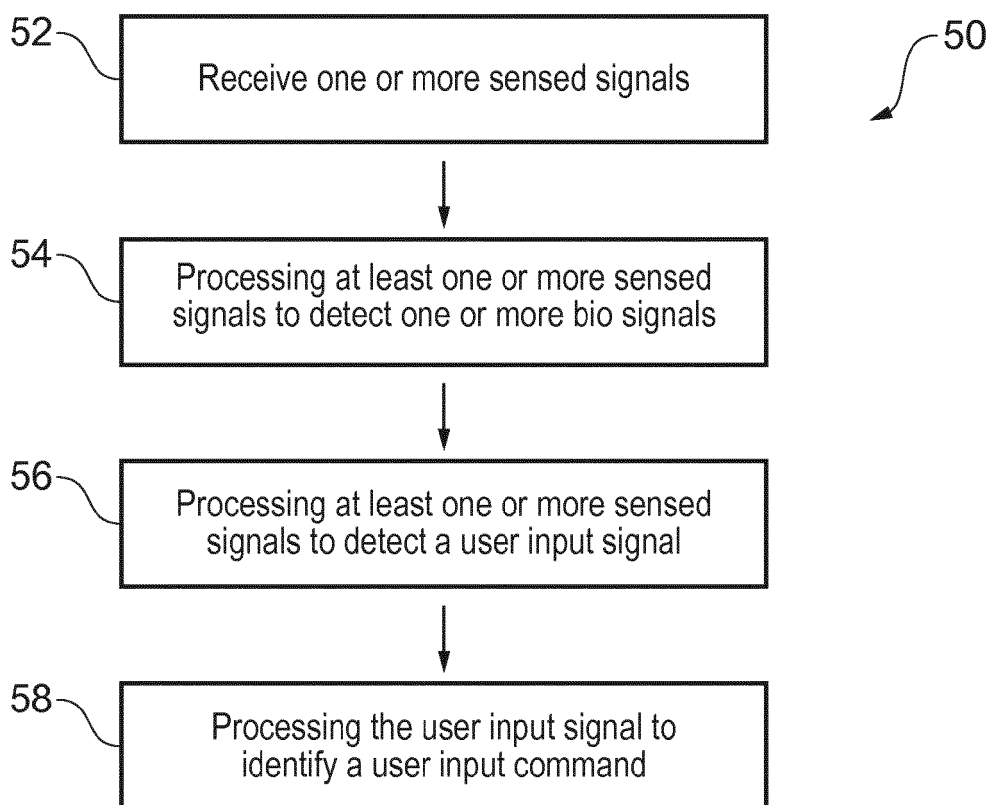 52
50
Receive one or more sensed signals
54
Processing at least one or more sensed
signals to detect one or more bio signals
56
Processing at least one or more sensed
signals to detect a user input signal
58
Processing the user input signal to
identify a user input command